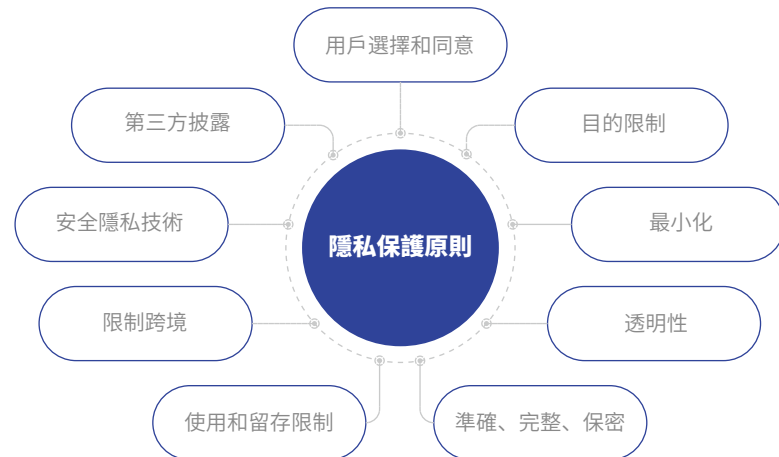 用戶選擇和同意
第三方披露
目的限制
安全隱私技術
隱私保護原則
最小化
限制跨境
透明性
使用和留存限制
準確、完整、保密